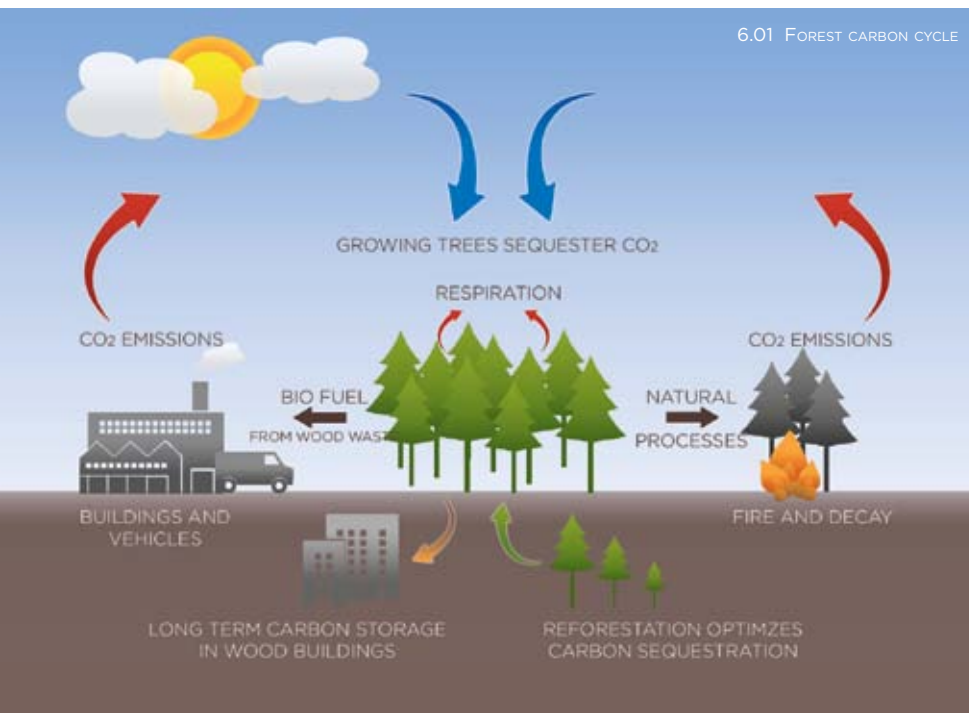 6.01 Forest carbon cycle
GROWING TREES SEQUESTER CO2
RESPIRATION
CO2 EMISSIONS
CO2 EMISSIONS
BIO FUEL
FROM WOOD WAST
NATURAL
PROCESSES
BUILDINGS AND
VEHICLES
FIRE AND DECAY
LONG TERM CARBON STORAGE
IN WOOD BUILDINGS
REFORESTATION OPTIMZES
CARBON SEQUESTRATION